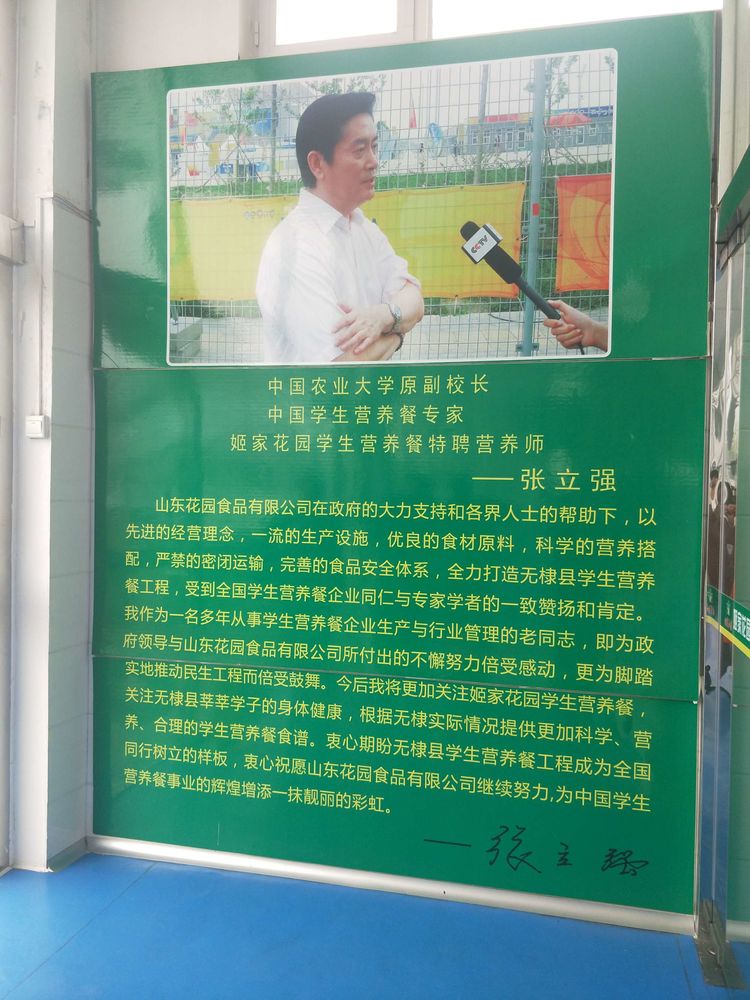 CCTV
中国农业大学原副校长
中国学生营养餐专家
姬家花园学生营养餐特聘营养师
——张立强
山东花园食品有限公司在政府的大力支持和各界人士的帮助下，以
先进的经营理念，一流的生产设施，优良的食材原料，科学的营养搭
配，严禁的密闭运输，完善的食品安全体系，全力打造无棣县学生营养
餐工程，受到全国学生营养餐企业同仁与专家学者的一致赞扬和肯定。
我作为一名多年从事学生营养餐企业生产与行业管理的老同志，即为政
府领导与山东花园食品有限公司所付出的不懈努力倍受感动，更为脚踏
实地推动民生工程而倍受鼓舞。今后我将更加关注姬家花园学生营养餐，
关注无棣县莘莘学子的身体健康，根据无棣实际情况提供更加科学、营
养、合理的学生营养餐食谱。衷心期盼无棣县学生营养餐工程成为全国
同行树立的样板，衷心祝愿山东花园食品有限公司继续努力,为中国学生
营养餐事业的辉煌增添一抹靓丽的彩虹。
——张立强
姬家花